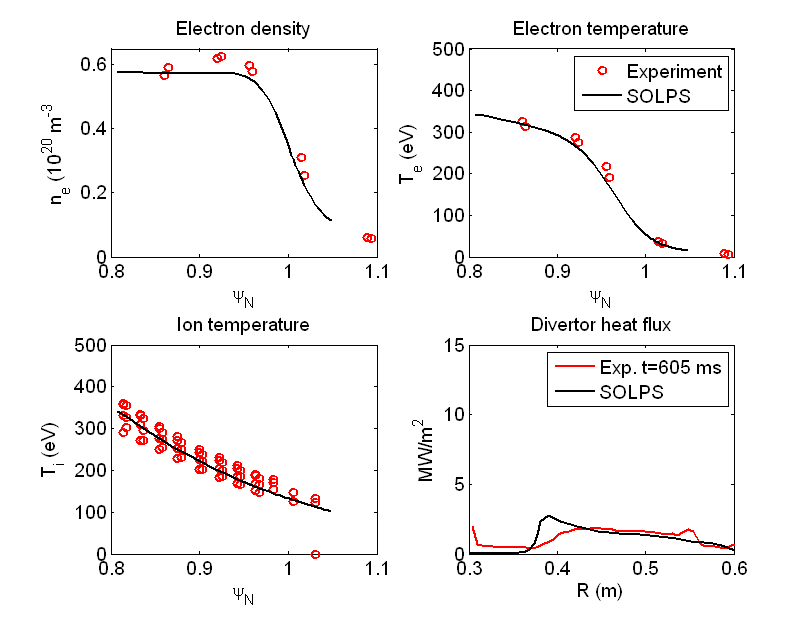 Electron density
0.6
0.4
0.2
0
0.8 0.9 1 1.1
n_e (10^20 m^-3
ψ_N
Electron temperature
500
400
300
200
100
0
0.8 0.9 1 1.1
T_e (eV)
ψ_N
Experiment
SOLPS
Ion temperature
500
400
300
200
100
0
0.8 0.9 1 1.1
T_i (eV)
ψ_N
Divertor heat flux
15
10
5
0
0.3 0.4 0.5 0.6
MW/m^2
R (m)
Exp. t=605 ms
SOLPS